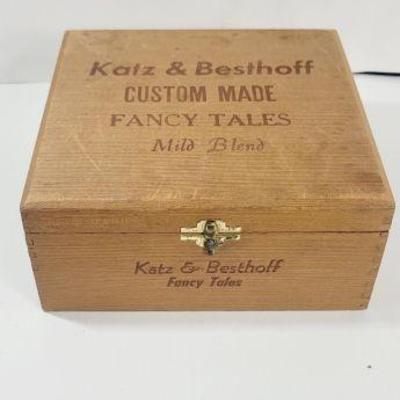 Katz & Besthoff
CUSTOM MADE
FANCY TALES
Mild Blend
Katz & Besthoff
Fancy Tales